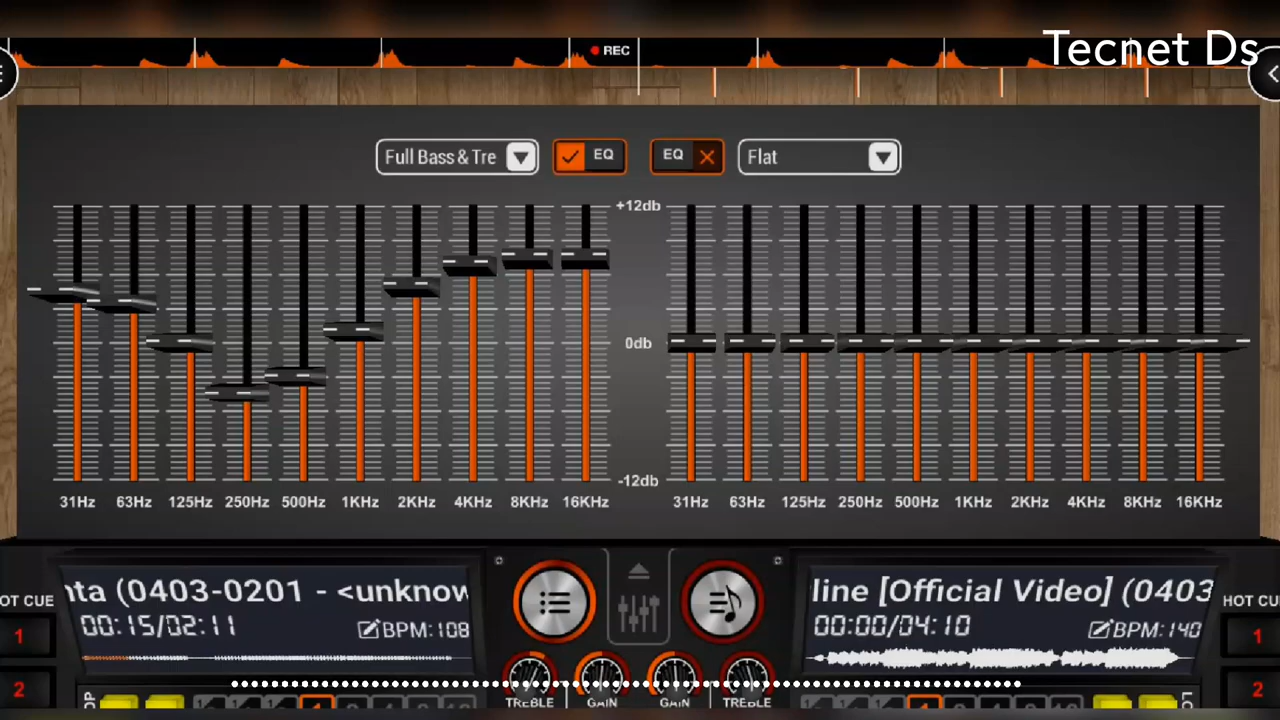 REC
Tecnet Ds
Full Bass & Tre
EQ
EQ
Flat
+12db
0db
-12db
31Hz 63Hz 125Hz 250Hz 500Hz 1KHz 2KHz 4KHz 8KHz 16KHz
31Hz 63Hz 125Hz 250Hz 500Hz 1KHz 2KHz 4KHz 8KHz 16KHz
OT CUE
1
2
nta (0403-0201 - <unknow
00:15/02:11
BPM:108
line [Official Video] (0403
00:00/04:10
BPM:140
HOT CU
1
2
TREBLE GAIN GAIN TREBLE